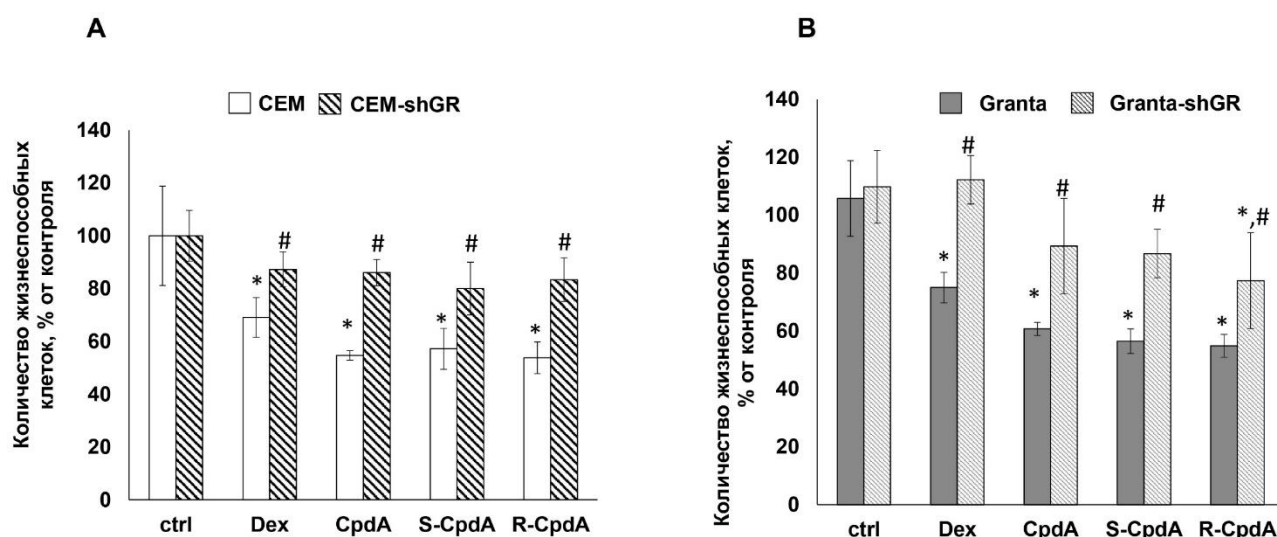 A
CEM CEM-shGR
Количество жизнеспособных
клеток, % от контроля
140
120
100
80
60
40
20
0
* # * # * # * #
ctrl Dex CpdA S-CpdA R-CpdA
B
Granta Granta-shGR
Количество жизнеспособных клеток,
% от контроля
140
120
100
80
60
40
20
0
* # * # * # * *,#
ctrl Dex CpdA S-CpdA R-CpdA